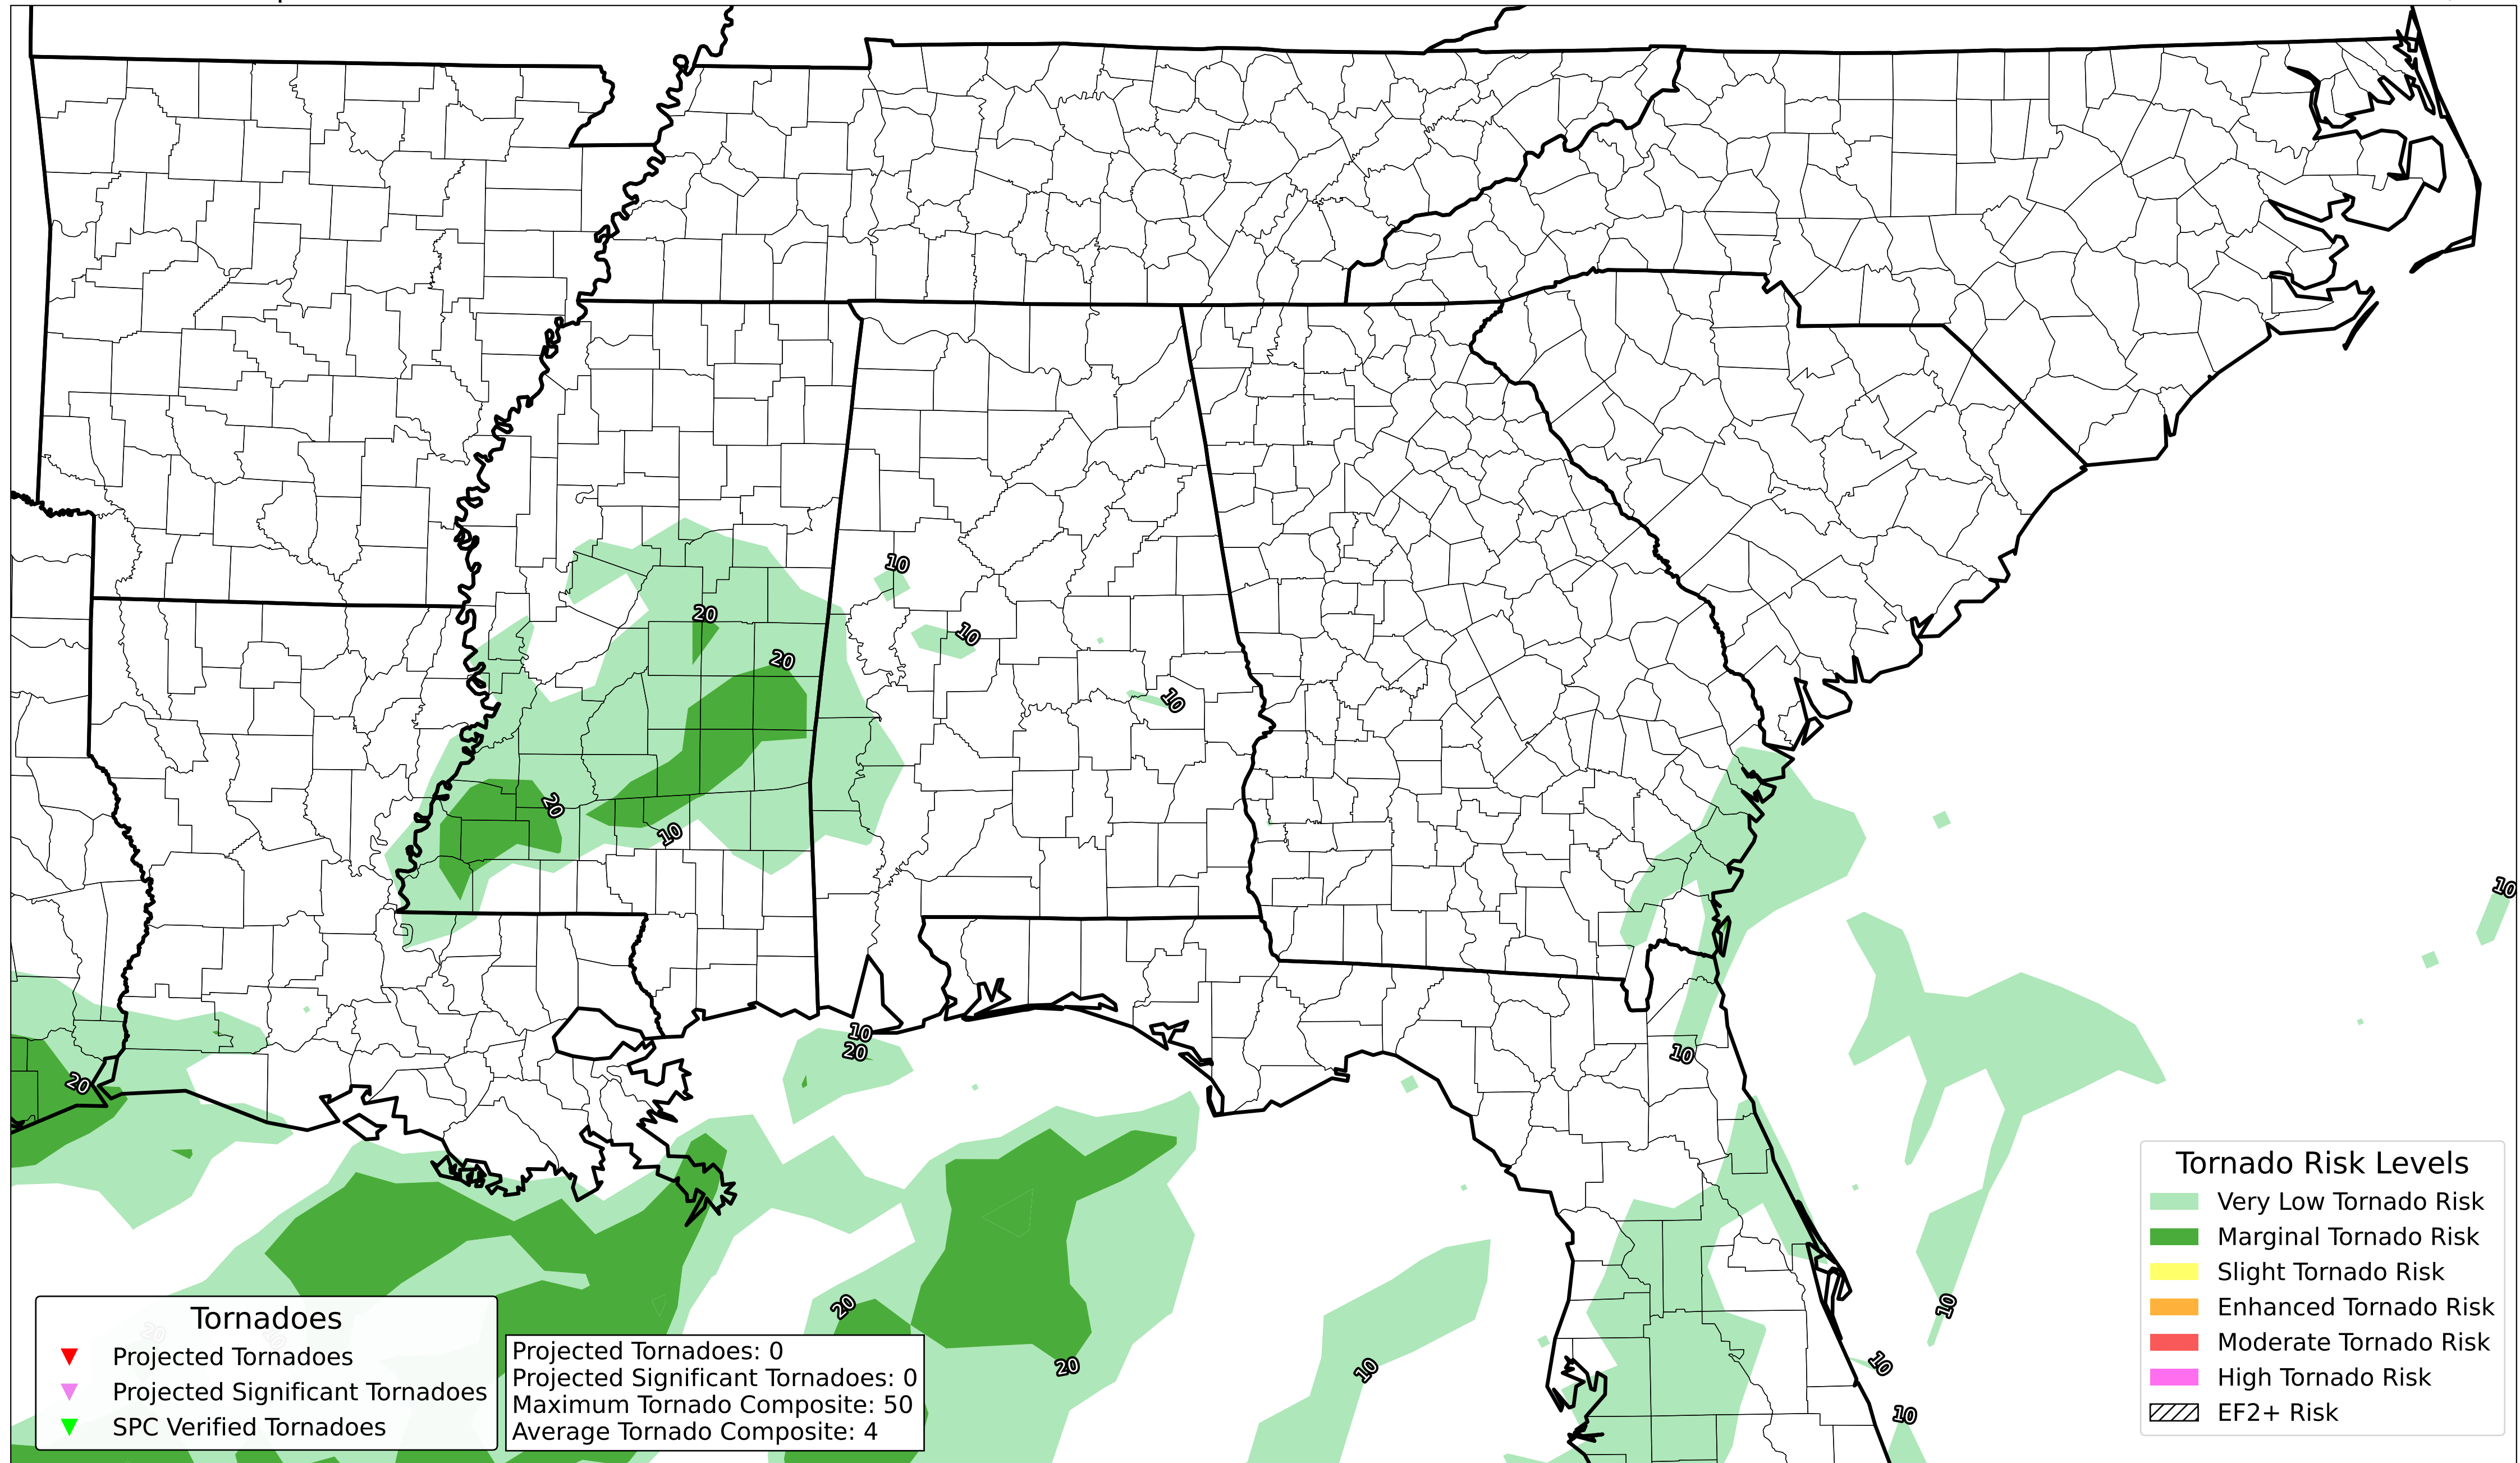 10
20
10
20
10
20
10
10
10
10
20
20
10
10
20
10
20
10
10
10
20
Tornado Risk Levels
Very Low Tornado Risk
Marginal Tornado Risk
Slight Tornado Risk
Enhanced Tornado Risk
Moderate Tornado Risk
High Tornado Risk
EF2+ Risk
Tornadoes
Projected Tornadoes
Projected Significant Tornadoes
SPC Verified Tornadoes
Projected Tornadoes: 0
Projected Significant Tornadoes: 0
Maximum Tornado Composite: 50
Average Tornado Composite: 4